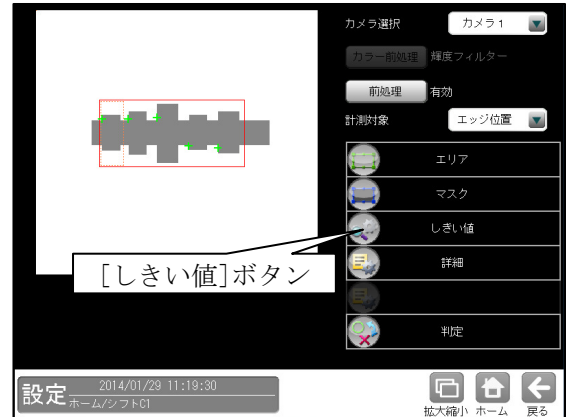 カメラ選択 カメラ1
カラー前処理 輝度フィルター
前処理 有効
計測対象 エッジ位置
エリア
マスク
しきい値
[しきい値]ボタン
詳細
判定
設定 2014/01/29 11:19:30
ホーム/シフトC1
拡大縮小 ホーム 戻る